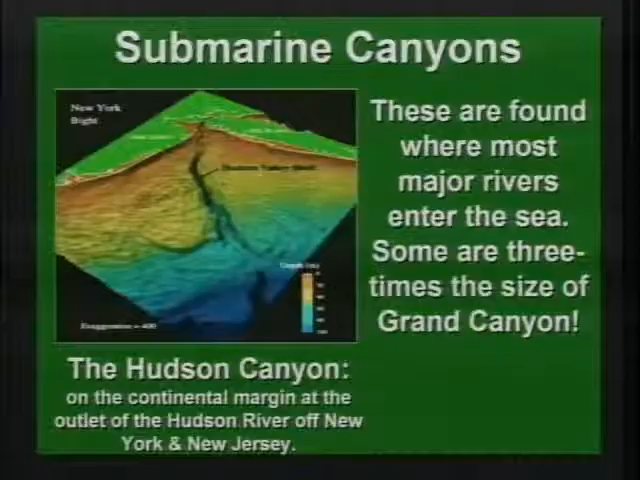 Submarine Canyons
New York
Bight
These are found
where most
major rivers
enter the sea.
Some are three-
times the size of
Grand Canyon!
Exaggeration = 400
The Hudson Canyon:
on the continental margin at the
outlet of the Hudson River off New
York & New Jersey.